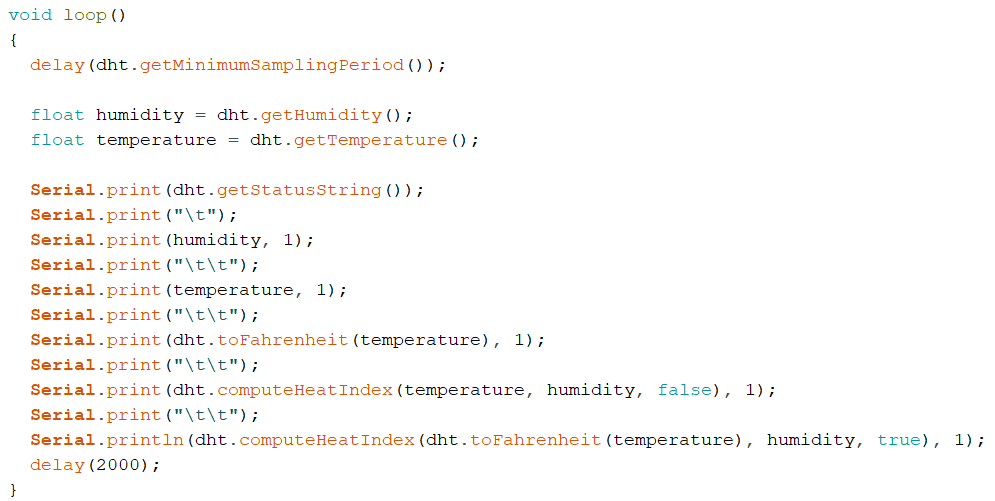 void loop()
{
  delay(dht.getMinimumSamplingPeriod());

  float humidity = dht.getHumidity();
  float temperature = dht.getTemperature();

  Serial.print(dht.getStatusString());
  Serial.print("\t");
  Serial.print(humidity, 1);
  Serial.print("\t\t");
  Serial.print(temperature, 1);
  Serial.print("\t\t");
  Serial.print(dht.toFahrenheit(temperature), 1);
  Serial.print("\t\t");
  Serial.print(dht.computeHeatIndex(temperature, humidity, false), 1);
  Serial.print("\t\t");
  Serial.println(dht.computeHeatIndex(dht.toFahrenheit(temperature), humidity, true), 1);
  delay(2000);
}